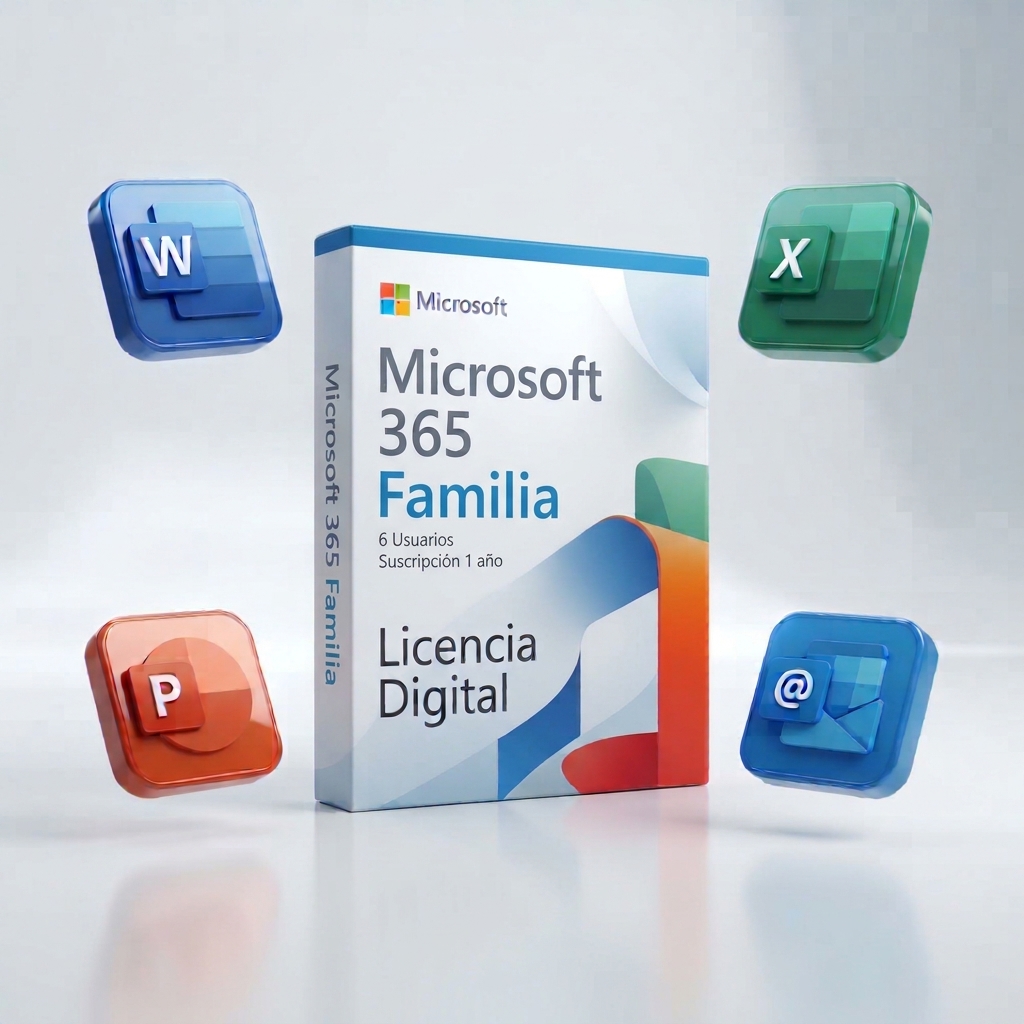 W
X
Microsoft
Microsoft
365
Familia
6 Usuarios
Suscripción 1 año
Licencia
Digital
Microsoft 365 Familia
P
@